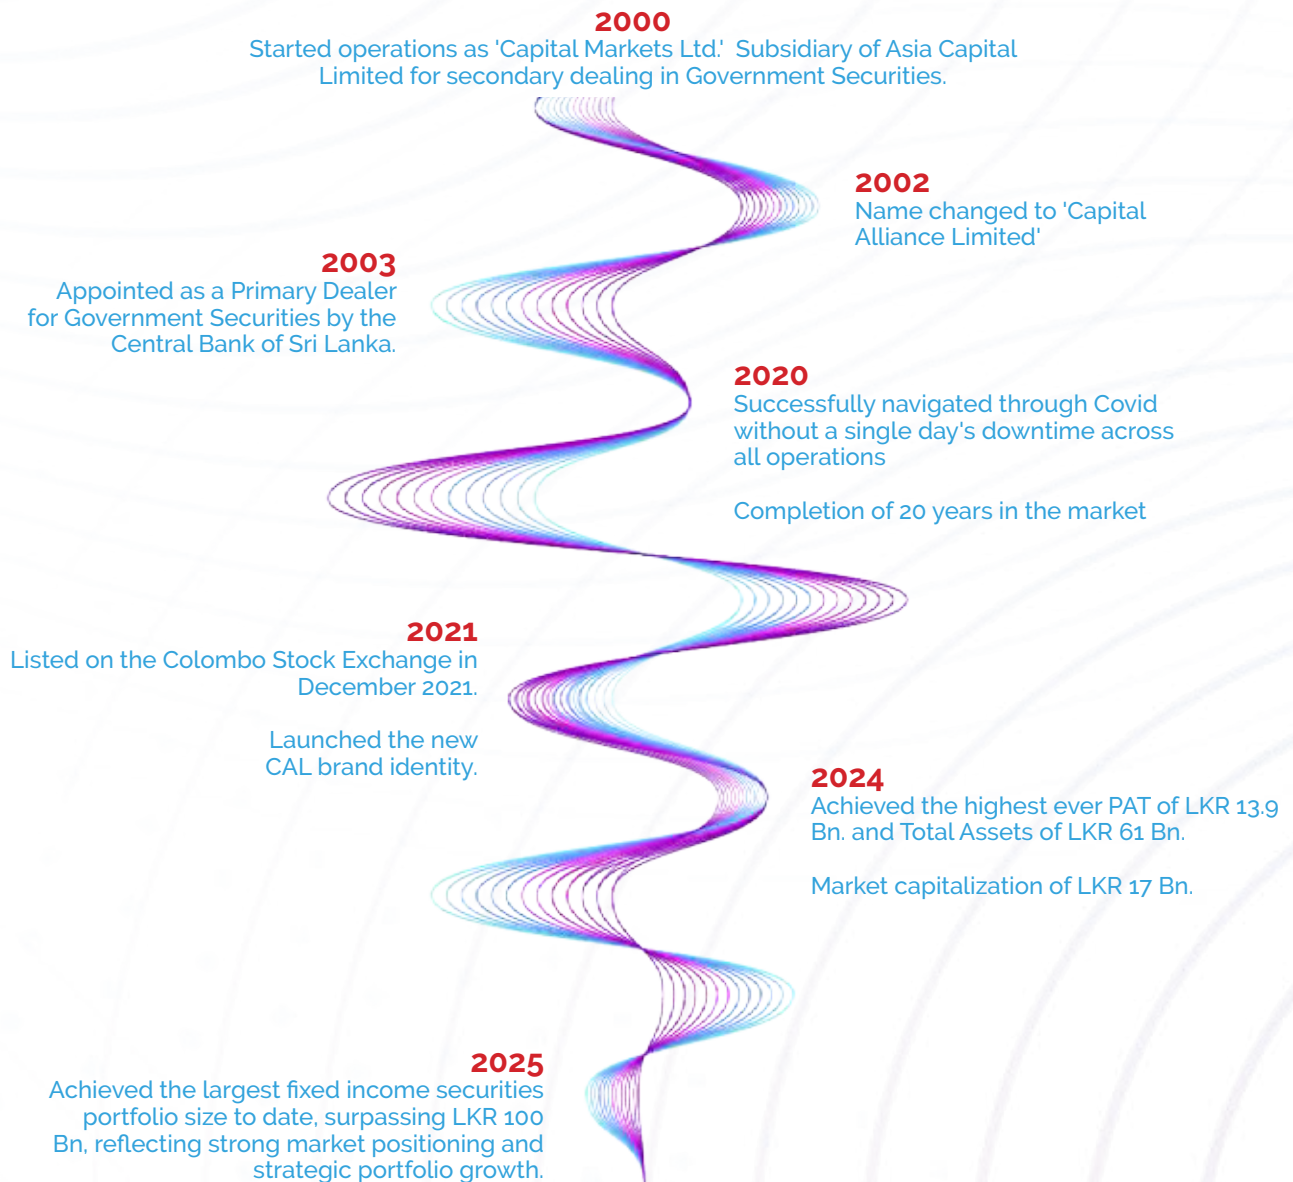 2000
Started operations as 'Capital Markets Ltd.' Subsidiary of Asia Capital
Limited for secondary dealing in Government Securities.
2002
Name changed to 'Capital
Alliance Limited'
2003
Appointed as a Primary Dealer
for Government Securities by the
Central Bank of Sri Lanka.
2020
Successfully navigated through Covid
without a single day's downtime across
all operations
Completion of 20 years in the market
2021
Listed on the Colombo Stock Exchange in
December 2021.
Launched the new
CAL brand identity.
2024
Achieved the highest ever PAT of LKR 13.9
Bn. and Total Assets of LKR 61 Bn.
Market capitalization of LKR 17 Bn.
2025
Achieved the largest fixed income securities
portfolio size to date, surpassing LKR 100
Bn, reflecting strong market positioning and
strategic portfolio growth.